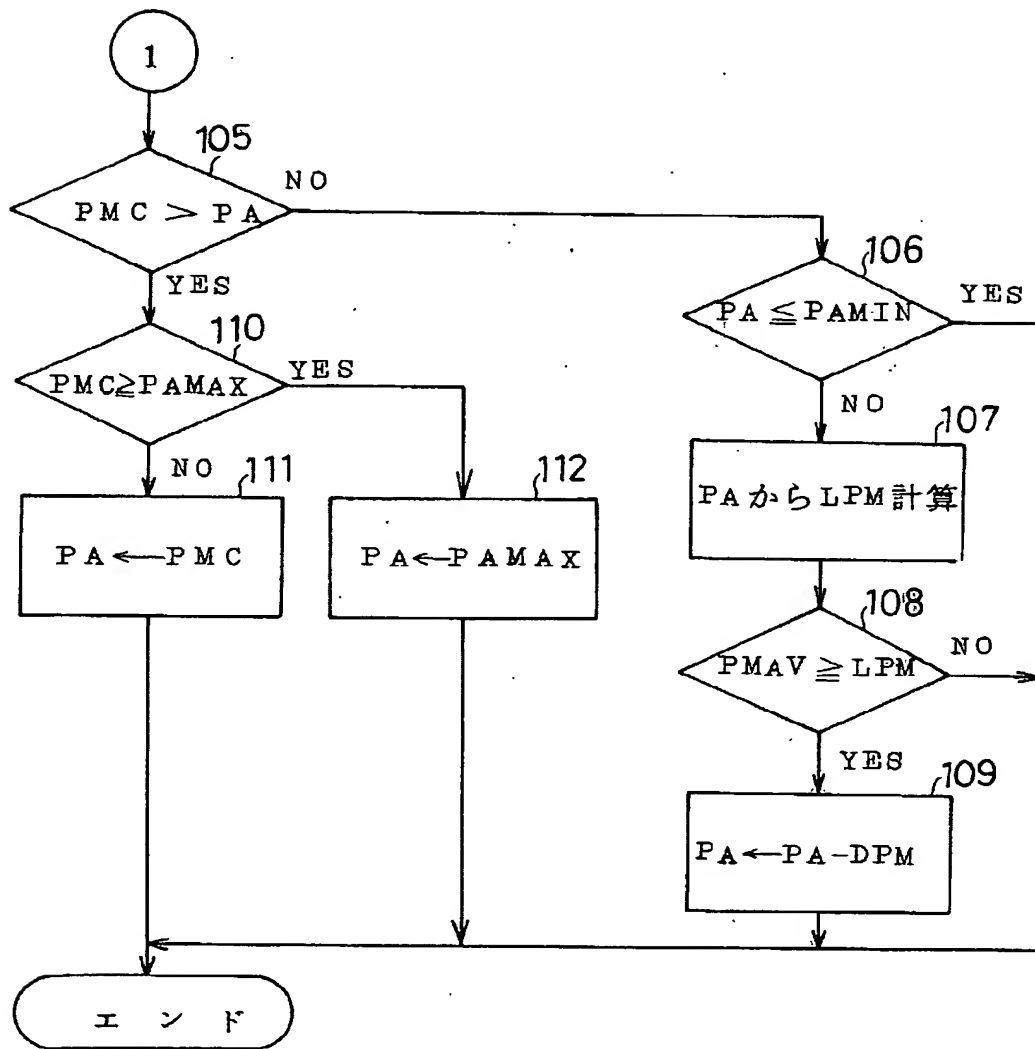 1
105
PMC > PA
NO
YES
106
PA ≦ PAMIN
YES
NO
110
PMC≧PAMAX
YES
NO
107
PAからLPM計算
111
PA ← PMC
112
PA ← PAMAX
108
PMAV ≧ LPM
NO
YES
109
PA ← PA-DPM
エンド